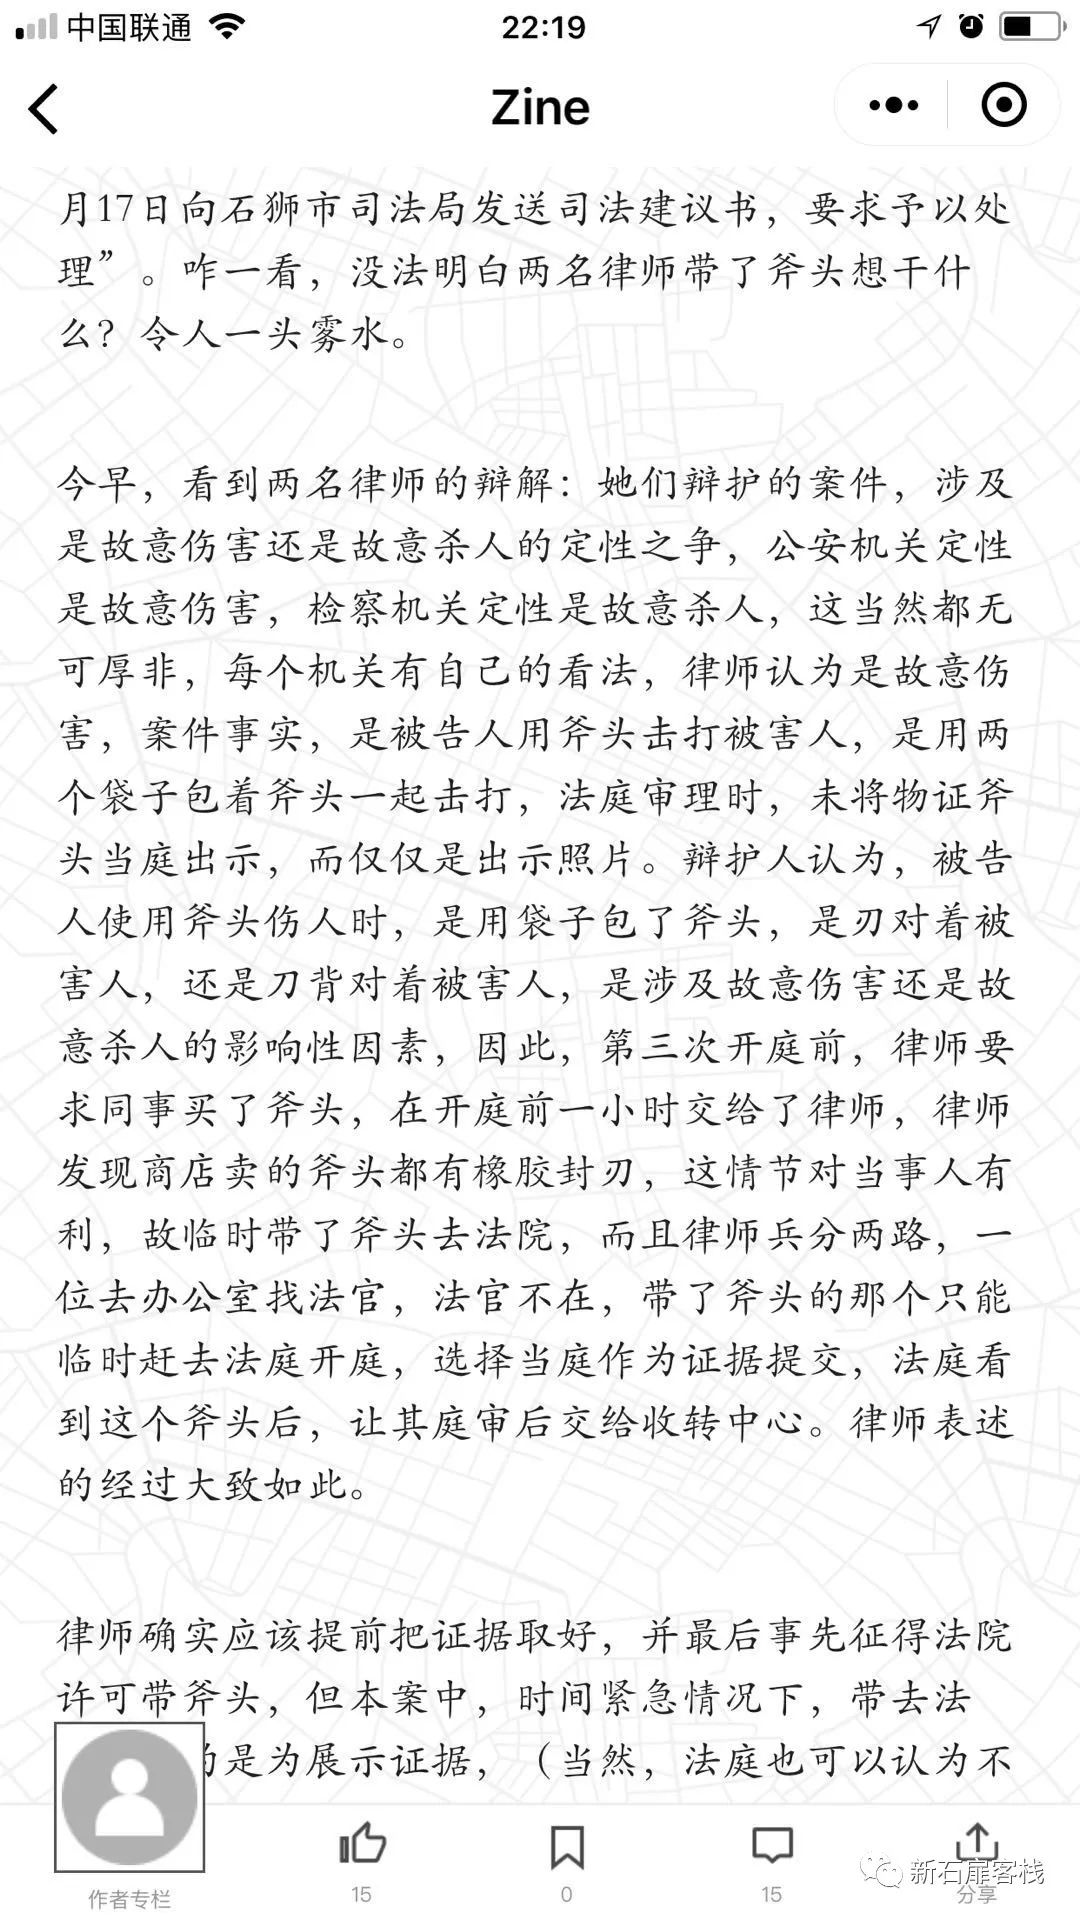 中国联通
22:19
Zine
月17日向石狮市司法局发送司法建议书，要求予以处
理”。咋一看，没法明白两名律师带了斧头想干什
么？令人一头雾水。
今早，看到两名律师的辩解：她们辩护的案件，涉及
是故意伤害还是故意杀人的定性之争，公安机关定性
是故意伤害，检察机关定性是故意杀人，这当然都无
可厚非，每个机关有自己的看法，律师认为是故意伤
害，案件事实，是被告人用斧头击打被害人，是用两
个袋子包着斧头一起击打，法庭审理时，未将物证斧
头当庭出示，而仅仅是出示照片。辩护人认为，被告
人使用斧头伤人时，是用袋子包了斧头，是刃对着被
害人，还是刀背对着被害人，是涉及故意伤害还是故
意杀人的影响性因素，因此，第三次开庭前，律师要
求同事买了斧头，在开庭前一小时交给了律师，律师
发现商店卖的斧头都有橡胶封刃，这情节对当事人有
利，故临时带了斧头去法院，而且律师兵分两路，一
位去办公室找法官，法官不在，带了斧头的那个只能
临时赶去法庭开庭，选择当庭作为证据提交，法庭看
到这个斧头后，让其庭审后交给收转中心。律师表述
的经过大致如此。
律师确实应该提前把证据取好，并最后事先征得法院
许可带斧头，但本案中，时间紧急情况下，带去法
是为展示证据，（当然，法庭也可以认为不
作者专栏
15
0
15
分享
新石扉客栈